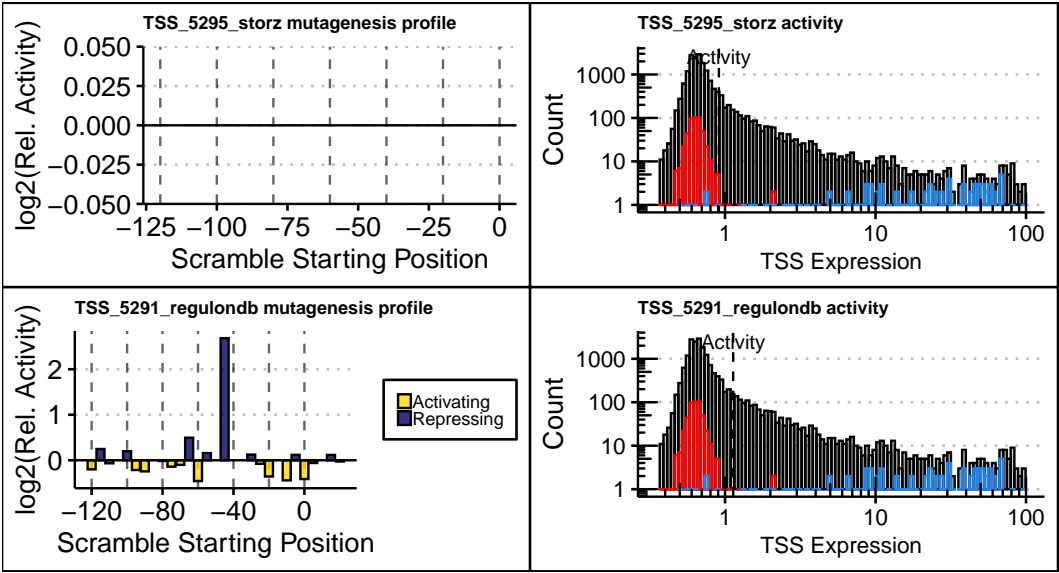 TSS_5295_storz mutagenesis profile
log2(Rel. Activity)
0.050
0.025
0.000
−0.025
−0.050
−125 −100 −75 −50 −25 0
Scramble Starting Position
TSS_5295_storz activity
Activity
Count
1000
100
10
1
1 10 100
TSS Expression
TSS_5291_regulondb mutagenesis profile
log2(Rel. Activity)
2
1
0
−120 −80 −40 0
Scramble Starting Position
Activating
Repressing
TSS_5291_regulondb activity
Activity
Count
1000
100
10
1
1 10 100
TSS Expression